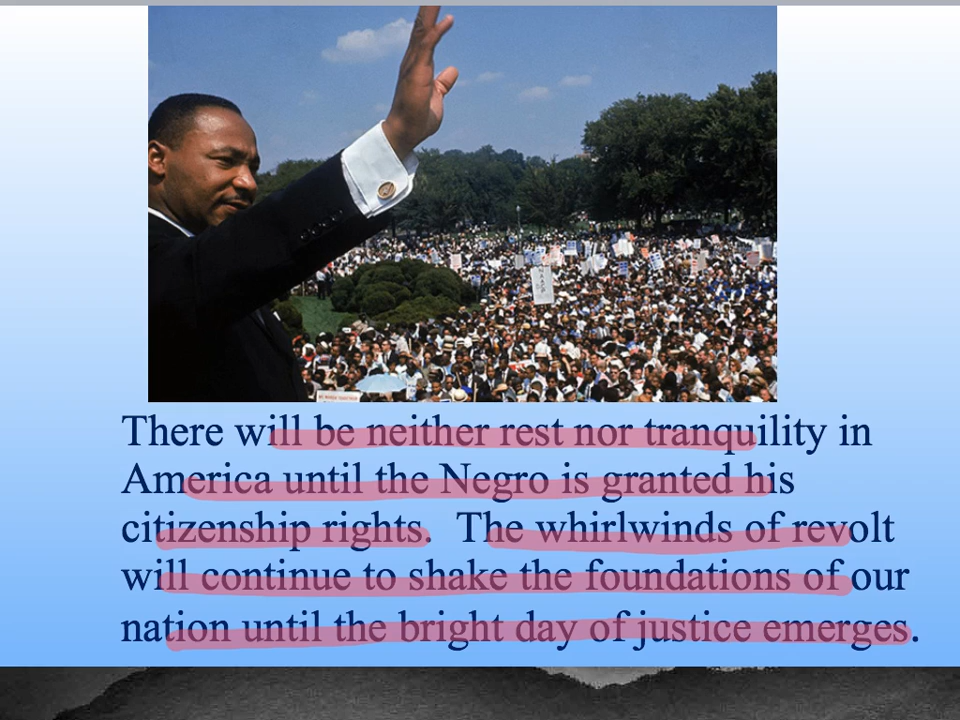 There will be neither rest nor tranquility in
America until the Negro is granted his
citizenship rights.  The whirlwinds of revolt
will continue to shake the foundations of our
nation until the bright day of justice emerges.